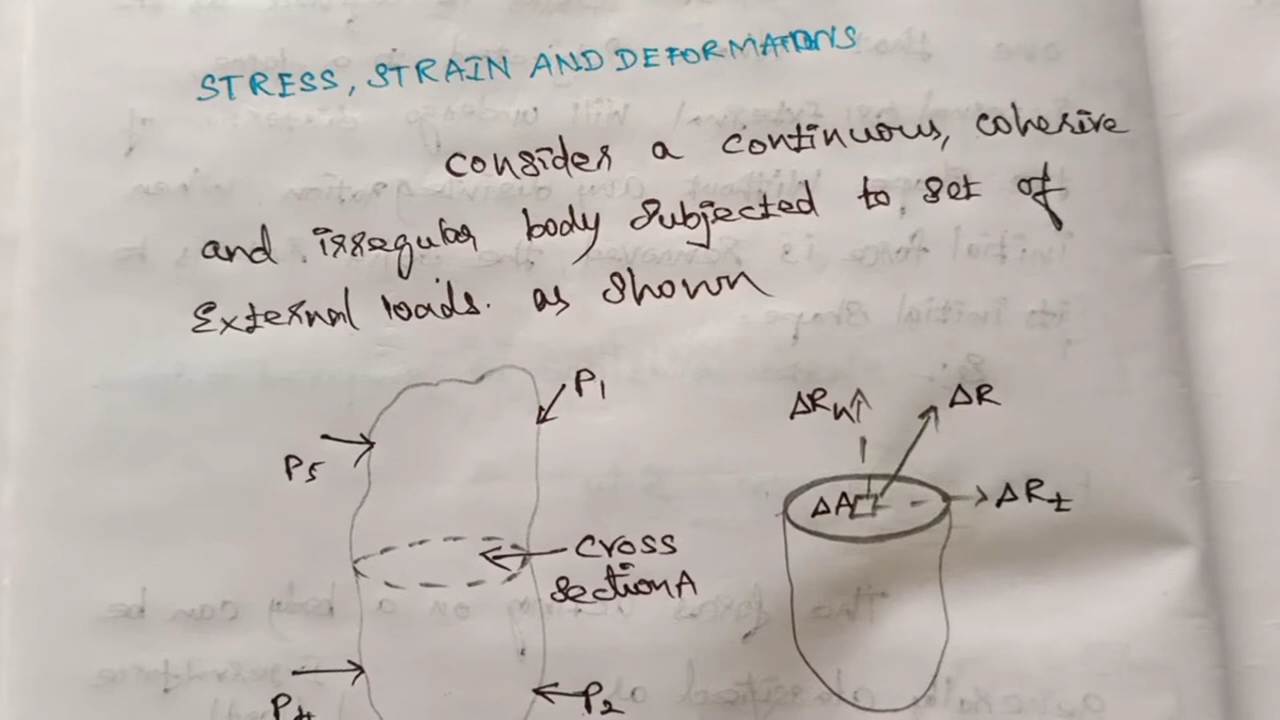 STRESS, STRAIN AND DEFORMATIONS
consider a continuous, cohesive
and irregular body subjected to set of
External loads. as shown
P1
ΔRn
ΔR
P5
ΔA
ΔRt
cross
section A
P4
P2